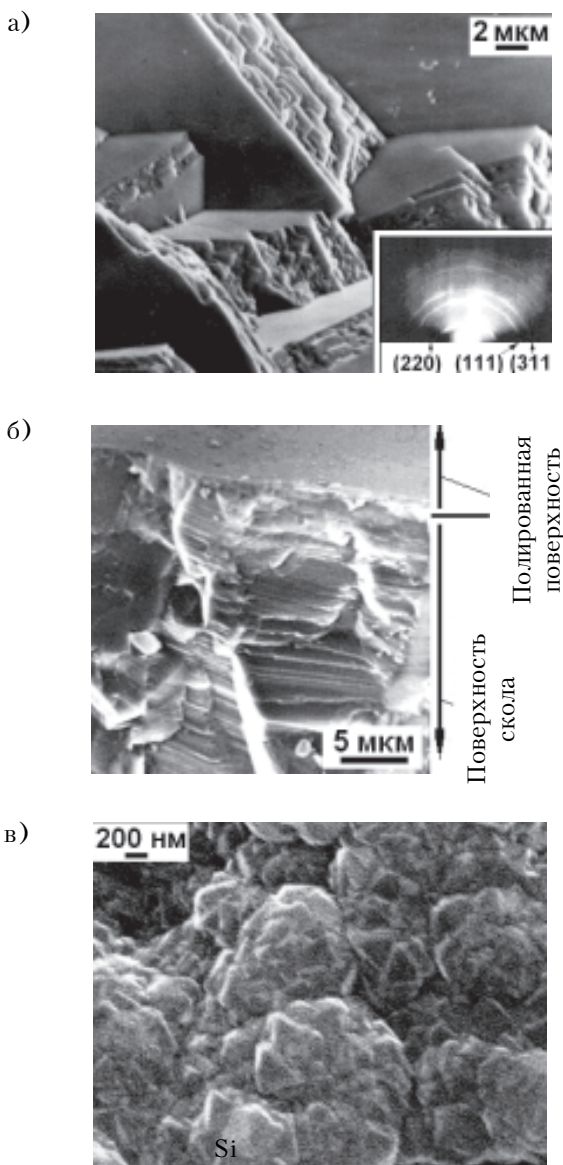 а)
2 мкм
(220) (111) (311
б)
Полированная
поверхность
Поверхность
скола
5 мкм
в)
200 нм
Si